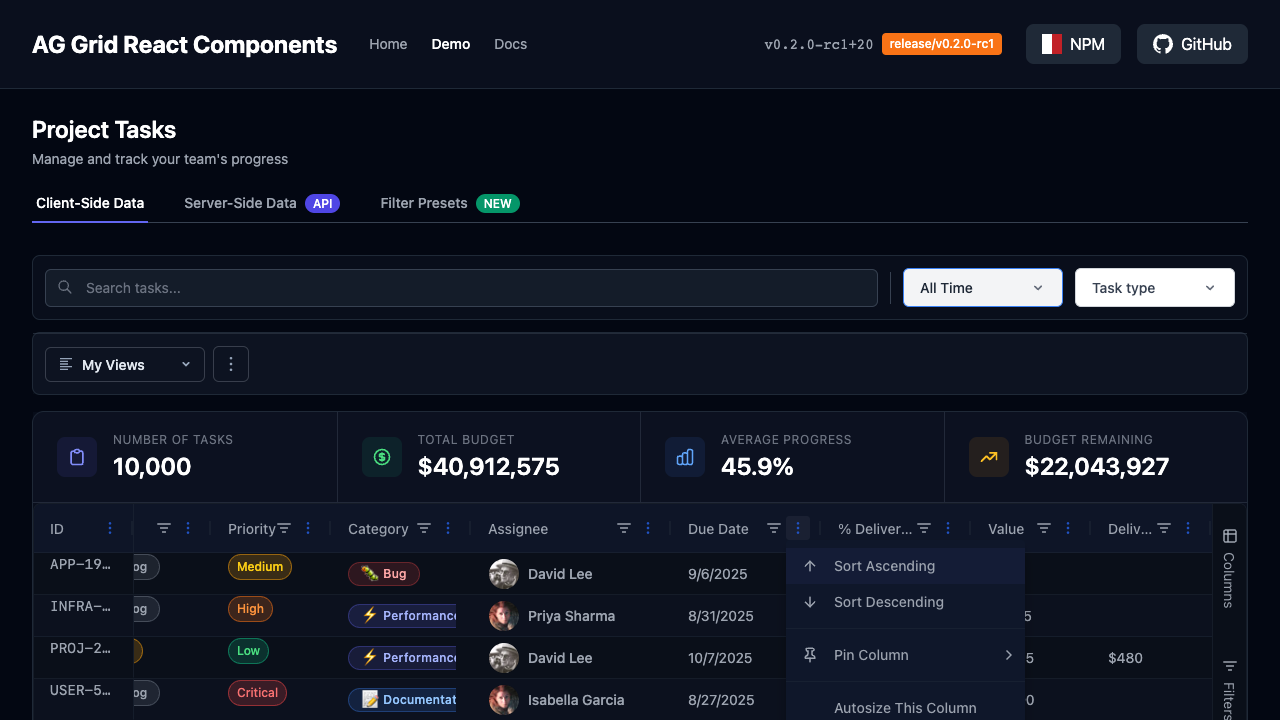 AG Grid React Components
Home
Demo
Docs
v0.2.0-rc1+20
release/v0.2.0-rc1
NPM
GitHub
Project Tasks
Manage and track your team's progress
Client-Side Data
Server-Side Data API
Filter Presets NEW
Search tasks...
All Time
Task type
My Views
NUMBER OF TASKS
10,000
TOTAL BUDGET
$40,912,575
AVERAGE PROGRESS
45.9%
BUDGET REMAINING
$22,043,927
ID
Priority
Category
Assignee
Due Date
% Deliver...
Value
Deliv...
APP-19...
og
Medium
🐛 Bug
David Lee
9/6/2025
INFRA-...
og
High
⚡ Performance
Priya Sharma
8/31/2025
5
PROJ-2...
Low
⚡ Performance
David Lee
10/7/2025
5
$480
USER-5...
og
Critical
📝 Documentat
Isabella Garcia
8/27/2025
0
Sort Ascending
Sort Descending
Pin Column
Autosize This Column
Columns
Filters